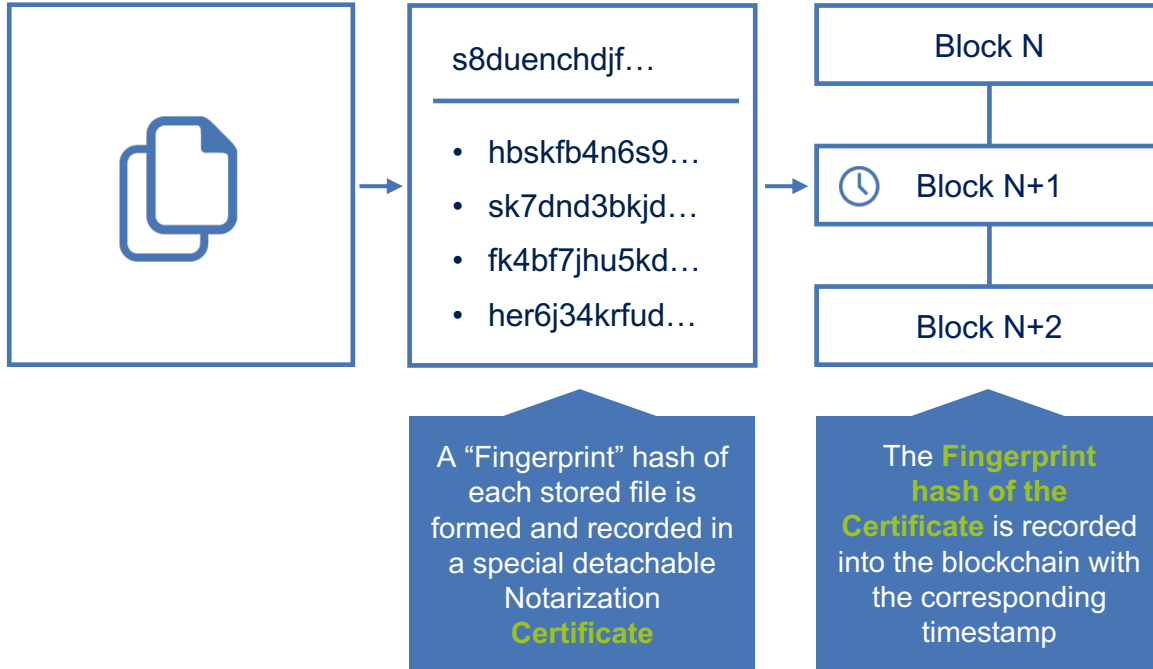 s8duenchdjf…
• hbskfb4n6s9…
• sk7dnd3bkjd…
• fk4bf7jhu5kd…
• her6j34krfud…
Block N
Block N+1
Block N+2
A “Fingerprint” hash of
each stored file is
formed and recorded in
a special detachable
Notarization
Certificate
The Fingerprint
hash of the
Certificate is recorded
into the blockchain with
the corresponding
timestamp